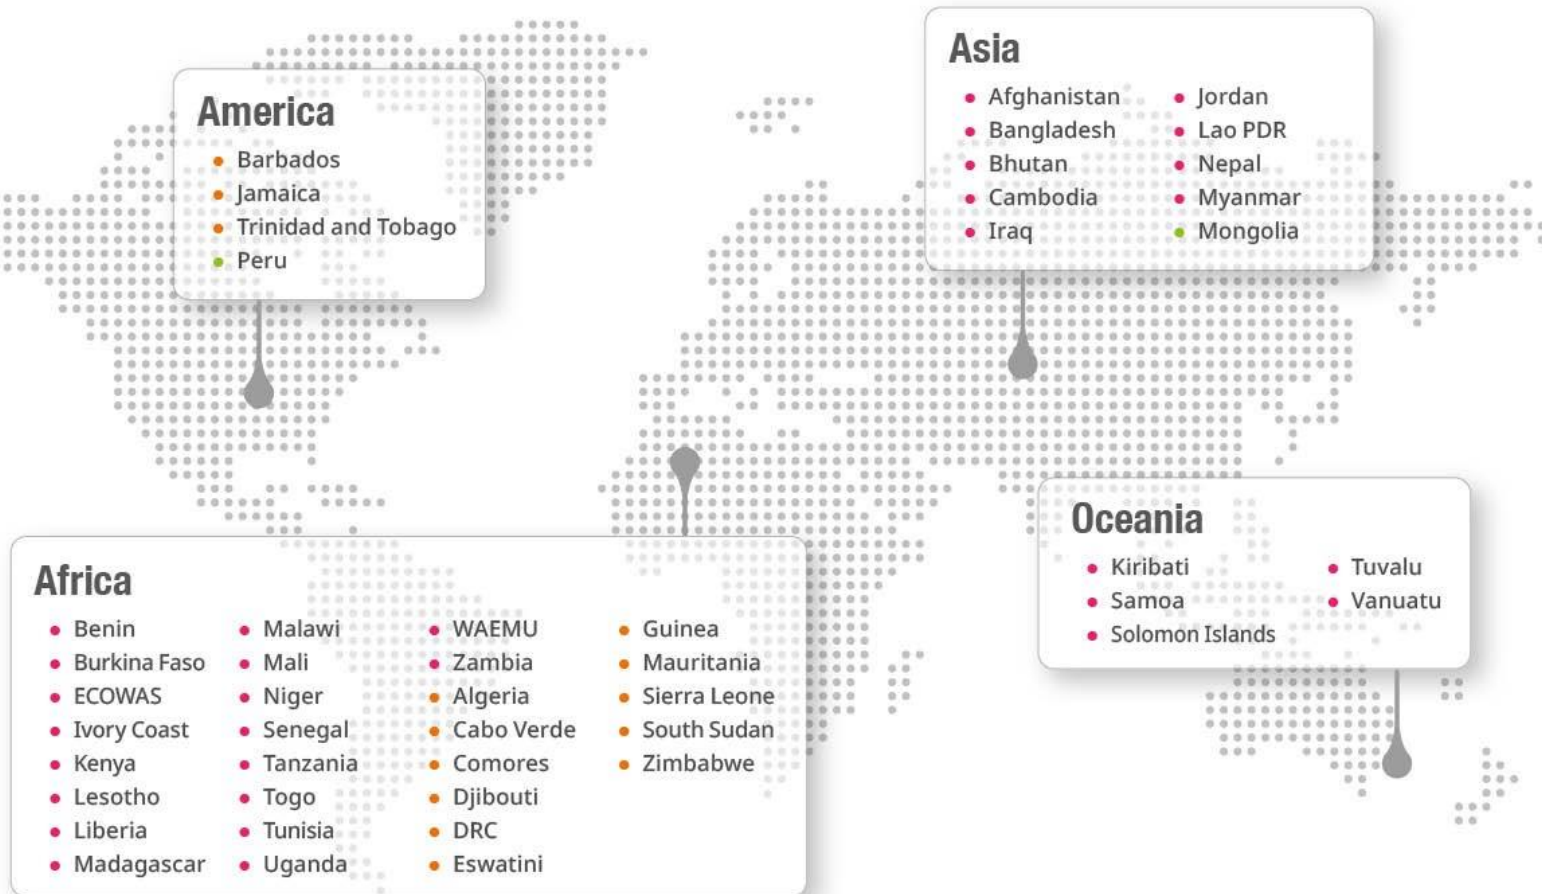 America
Barbados
Jamaica
Trinidad and Tobago
Peru
Asia
Afghanistan
Bangladesh
Bhutan
Cambodia
Iraq
Jordan
Lao PDR
Nepal
Myanmar
Mongolia
Africa
Benin
Burkina Faso
ECOWAS
Ivory Coast
Kenya
Lesotho
Liberia
Madagascar
Malawi
Mali
Niger
Senegal
Tanzania
Togo
Tunisia
Uganda
WAEMU
Zambia
Algeria
Cabo Verde
Comores
Djibouti
DRC
Eswatini
Guinea
Mauritania
Sierra Leone
South Sudan
Zimbabwe
Oceania
Kiribati
Samoa
Solomon Islands
Tuvalu
Vanuatu